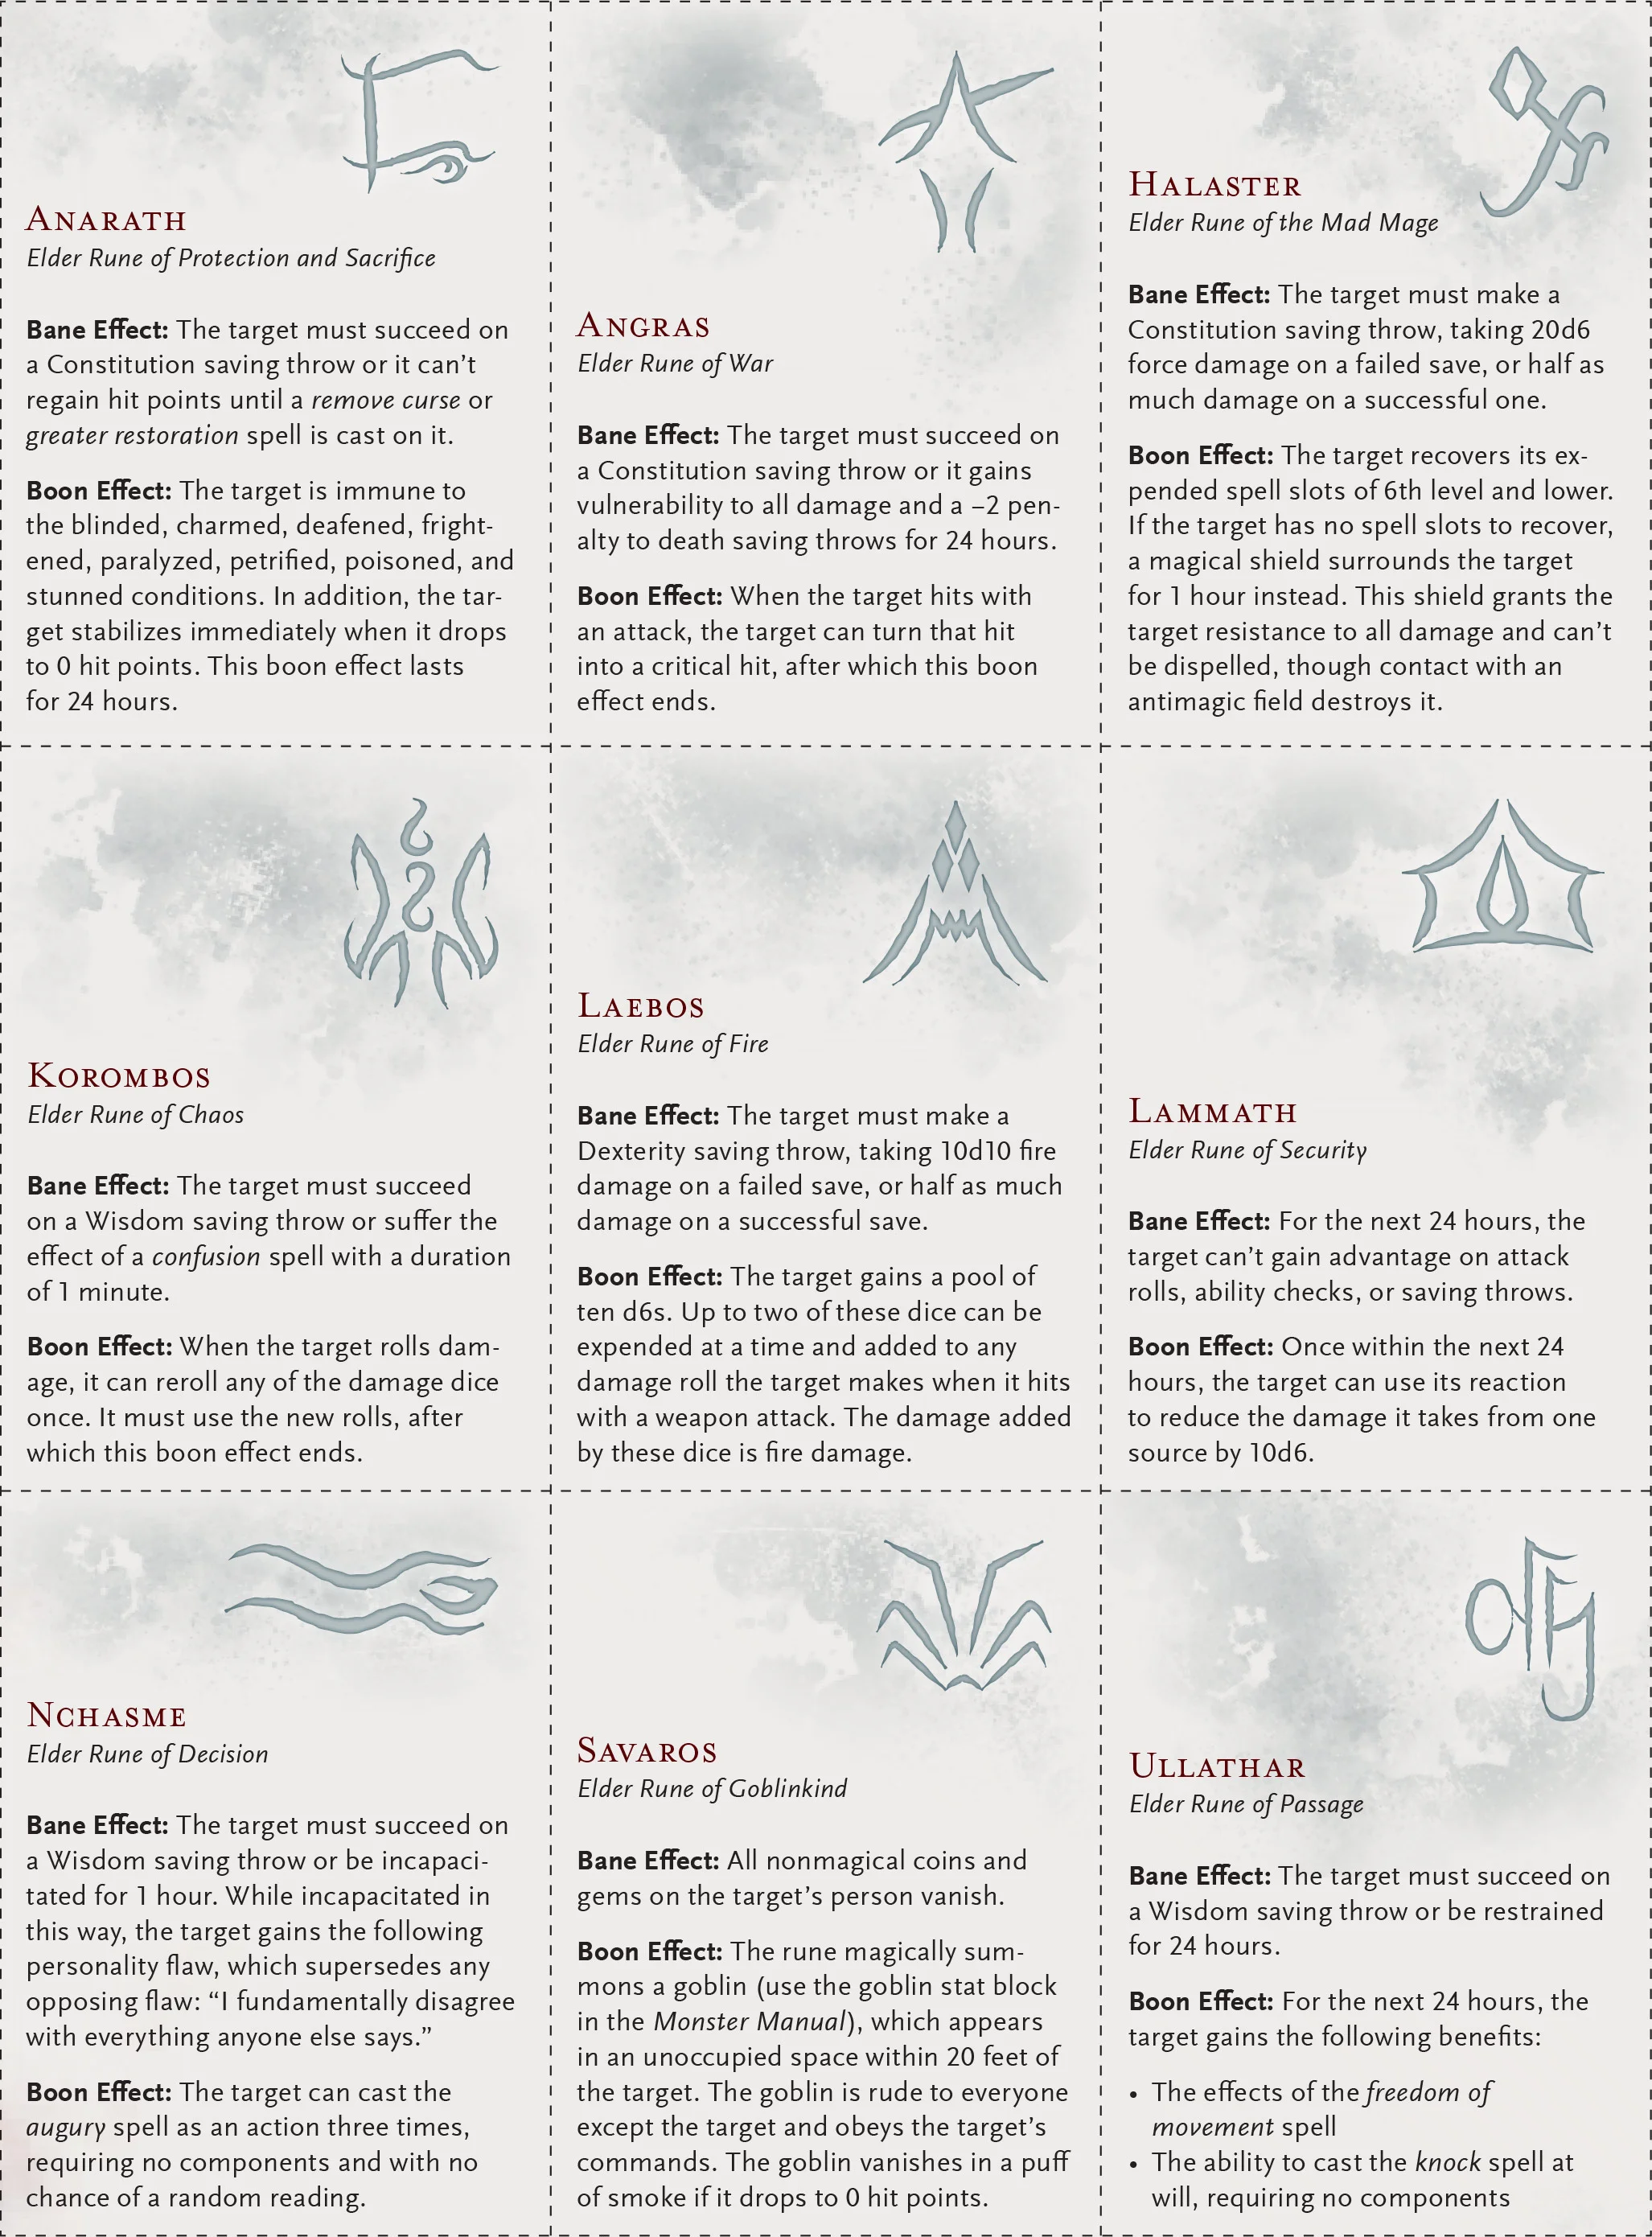 Anarath
Elder Rune of Protection and Sacrifice
Bane Effect: The target must succeed on
a Constitution saving throw or it can’t
regain hit points until a remove curse or
greater restoration spell is cast on it.
Boon Effect: The target is immune to
the blinded, charmed, deafened, fright-
ened, paralyzed, petrified, poisoned, and
stunned conditions. In addition, the tar-
get stabilizes immediately when it drops
to 0 hit points. This boon effect lasts
for 24 hours.
Angras
Elder Rune of War
Bane Effect: The target must succeed on
a Constitution saving throw or it gains
vulnerability to all damage and a −2 pen-
alty to death saving throws for 24 hours.
Boon Effect: When the target hits with
an attack, the target can turn that hit
into a critical hit, after which this boon
effect ends.
Halaster
Elder Rune of the Mad Mage
Bane Effect: The target must make a
Constitution saving throw, taking 20d6
force damage on a failed save, or half as
much damage on a successful one.
Boon Effect: The target recovers its ex-
pended spell slots of 6th level and lower.
If the target has no spell slots to recover,
a magical shield surrounds the target
for 1 hour instead. This shield grants the
target resistance to all damage and can’t
be dispelled, though contact with an
antimagic field destroys it.
Korombos
Elder Rune of Chaos
Bane Effect: The target must succeed
on a Wisdom saving throw or suffer the
effect of a confusion spell with a duration
of 1 minute.
Boon Effect: When the target rolls dam-
age, it can reroll any of the damage dice
once. It must use the new rolls, after
which this boon effect ends.
Laebos
Elder Rune of Fire
Bane Effect: The target must make a
Dexterity saving throw, taking 10d10 fire
damage on a failed save, or half as much
damage on a successful save.
Boon Effect: The target gains a pool of
ten d6s. Up to two of these dice can be
expended at a time and added to any
damage roll the target makes when it hits
with a weapon attack. The damage added
by these dice is fire damage.
Lammath
Elder Rune of Security
Bane Effect: For the next 24 hours, the
target can’t gain advantage on attack
rolls, ability checks, or saving throws.
Boon Effect: Once within the next 24
hours, the target can use its reaction
to reduce the damage it takes from one
source by 10d6.
Nchasme
Elder Rune of Decision
Bane Effect: The target must succeed on
a Wisdom saving throw or be incapaci-
tated for 1 hour. While incapacitated in
this way, the target gains the following
personality flaw, which supersedes any
opposing flaw: “I fundamentally disagree
with everything anyone else says.”
Boon Effect: The target can cast the
augury spell as an action three times,
requiring no components and with no
chance of a random reading.
Savaros
Elder Rune of Goblinkind
Bane Effect: All nonmagical coins and
gems on the target’s person vanish.
Boon Effect: The rune magically sum-
mons a goblin (use the goblin stat block
in the Monster Manual), which appears
in an unoccupied space within 20 feet of
the target. The goblin is rude to everyone
except the target and obeys the target’s
commands. The goblin vanishes in a puff
of smoke if it drops to 0 hit points.
Ullathar
Elder Rune of Passage
Bane Effect: The target must succeed on
a Wisdom saving throw or be restrained
for 24 hours.
Boon Effect: For the next 24 hours, the
target gains the following benefits:
• The effects of the freedom of
movement spell
• The ability to cast the knock spell at
will, requiring no components